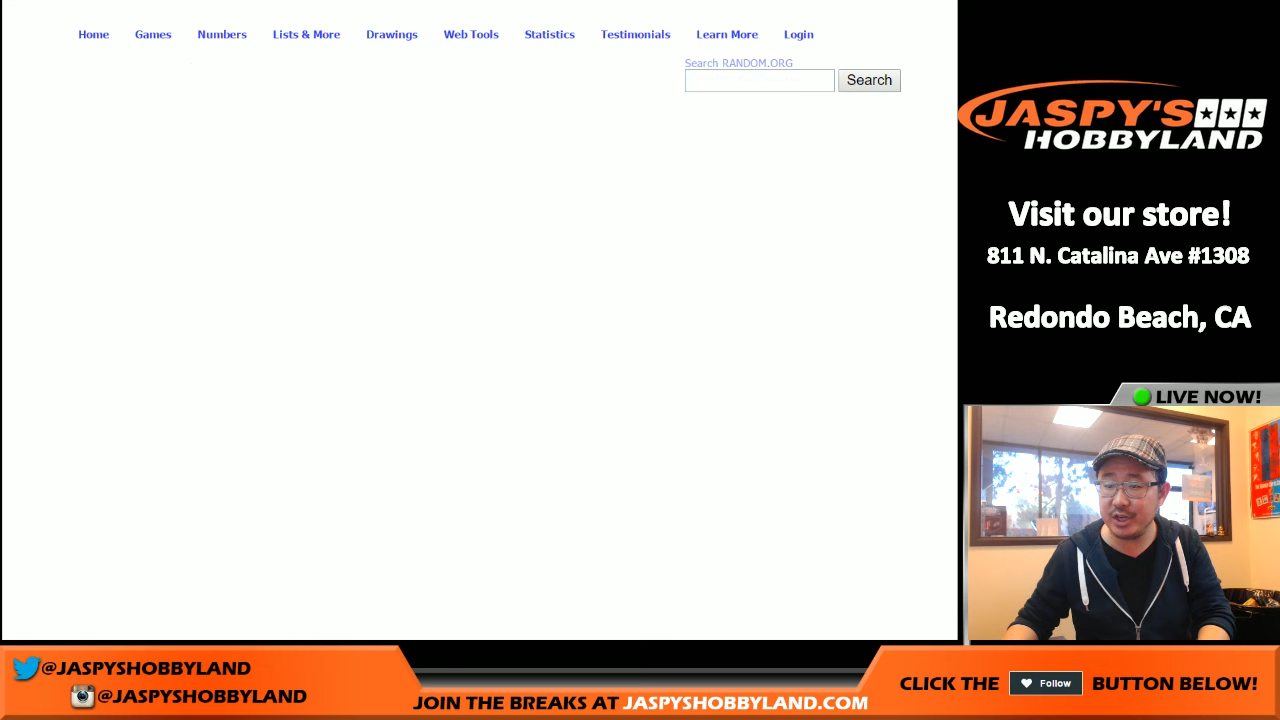 Home Games Numbers Lists & More Drawings Web Tools Statistics Testimonials Learn More Login
Search RANDOM.ORG
Search
JASPY'S
HOBBYLAND
Visit our store!
811 N. Catalina Ave #1308
Redondo Beach, CA
LIVE NOW!
@JASPYSHOBBYLAND
@JASPYSHOBBYLAND
JOIN THE BREAKS AT JASPYSHOBBYLAND.COM
CLICK THE Follow BUTTON BELOW!